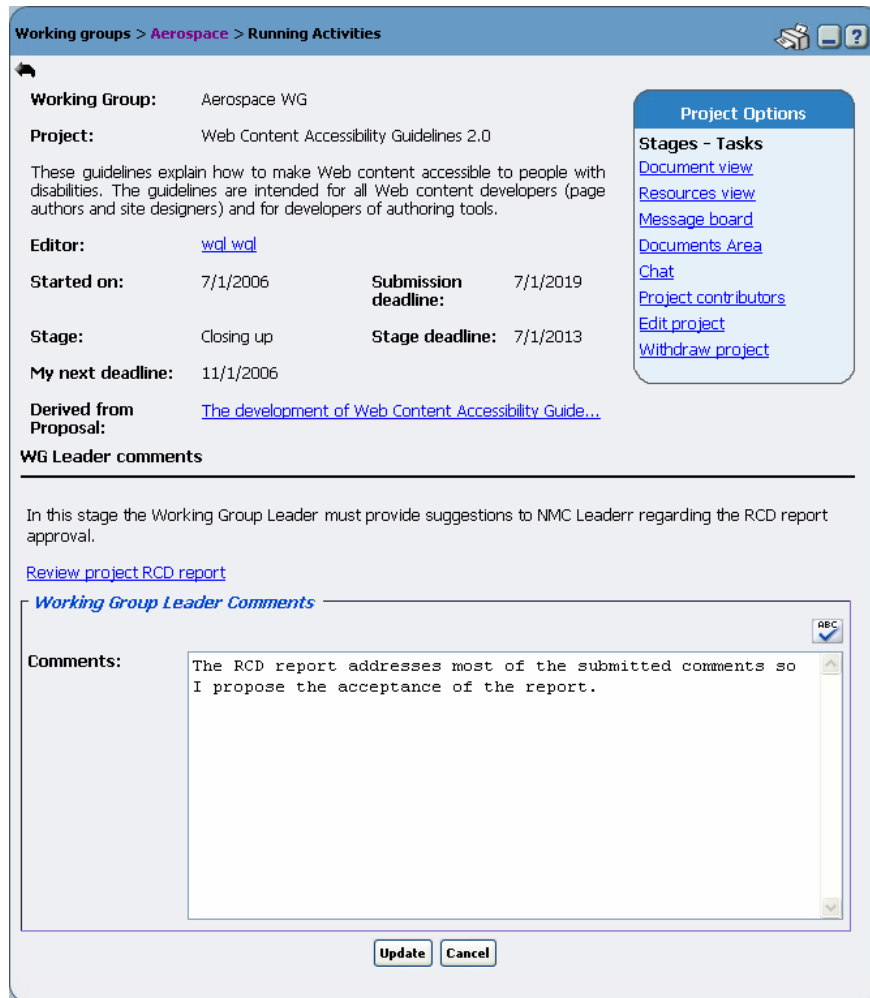 Working groups > Aerospace > Running Activities
?
Working Group: Aerospace WG
Project: Web Content Accessibility Guidelines 2.0
These guidelines explain how to make Web content accessible to people with
disabilities. The guidelines are intended for all Web content developers (page
authors and site designers) and for developers of authoring tools.
Editor: wgl wgl
Started on: 7/1/2006 Submission deadline: 7/1/2019
Stage: Closing up Stage deadline: 7/1/2013
My next deadline: 11/1/2006
Derived from Proposal: The development of Web Content Accessibility Guide...
Project Options
Stages - Tasks
Document view
Resources view
Message board
Documents Area
Chat
Project contributors
Edit project
Withdraw project
WG Leader comments
In this stage the Working Group Leader must provide suggestions to NMC Leaderr regarding the RCD report
approval.
Review project RCD report
Working Group Leader Comments
ABC
Comments:
The RCD report addresses most of the submitted comments so
I propose the acceptance of the report.
Update Cancel